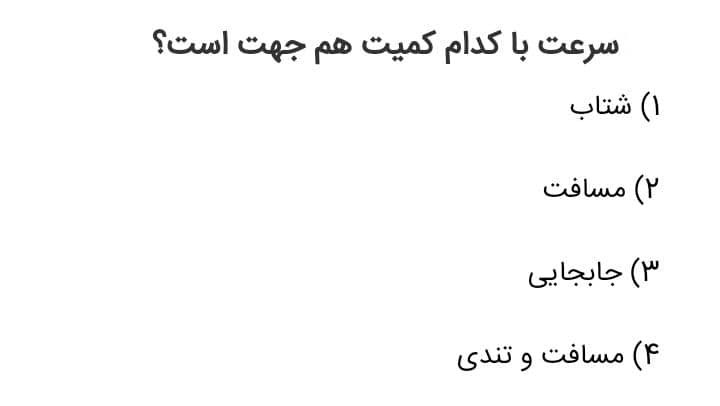 سرعت با کدام کمیت هم جهت است؟
۱) شتاب
۲) مسافت
۳) جابجایی
۴) مسافت و تندی